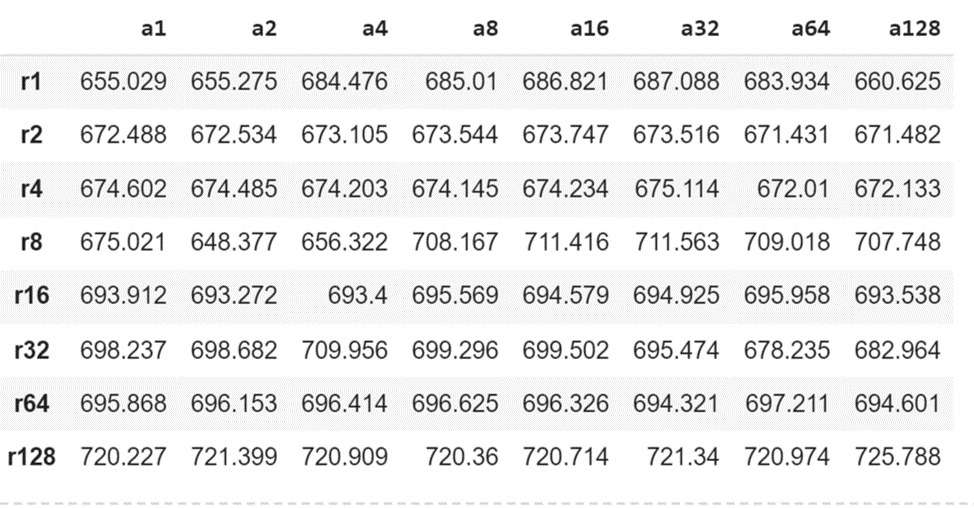 a1 a2 a4 a8 a16 a32 a64 a128
r1 655.029 655.275 684.476 685.01 686.821 687.088 683.934 660.625
r2 672.488 672.534 673.105 673.544 673.747 673.516 671.431 671.482
r4 674.602 674.485 674.203 674.145 674.234 675.114 672.01 672.133
r8 675.021 648.377 656.322 708.167 711.416 711.563 709.018 707.748
r16 693.912 693.272 693.4 695.569 694.579 694.925 695.958 693.538
r32 698.237 698.682 709.956 699.296 699.502 695.474 678.235 682.964
r64 695.868 696.153 696.414 696.625 696.326 694.321 697.211 694.601
r128 720.227 721.399 720.909 720.36 720.714 721.34 720.974 725.788